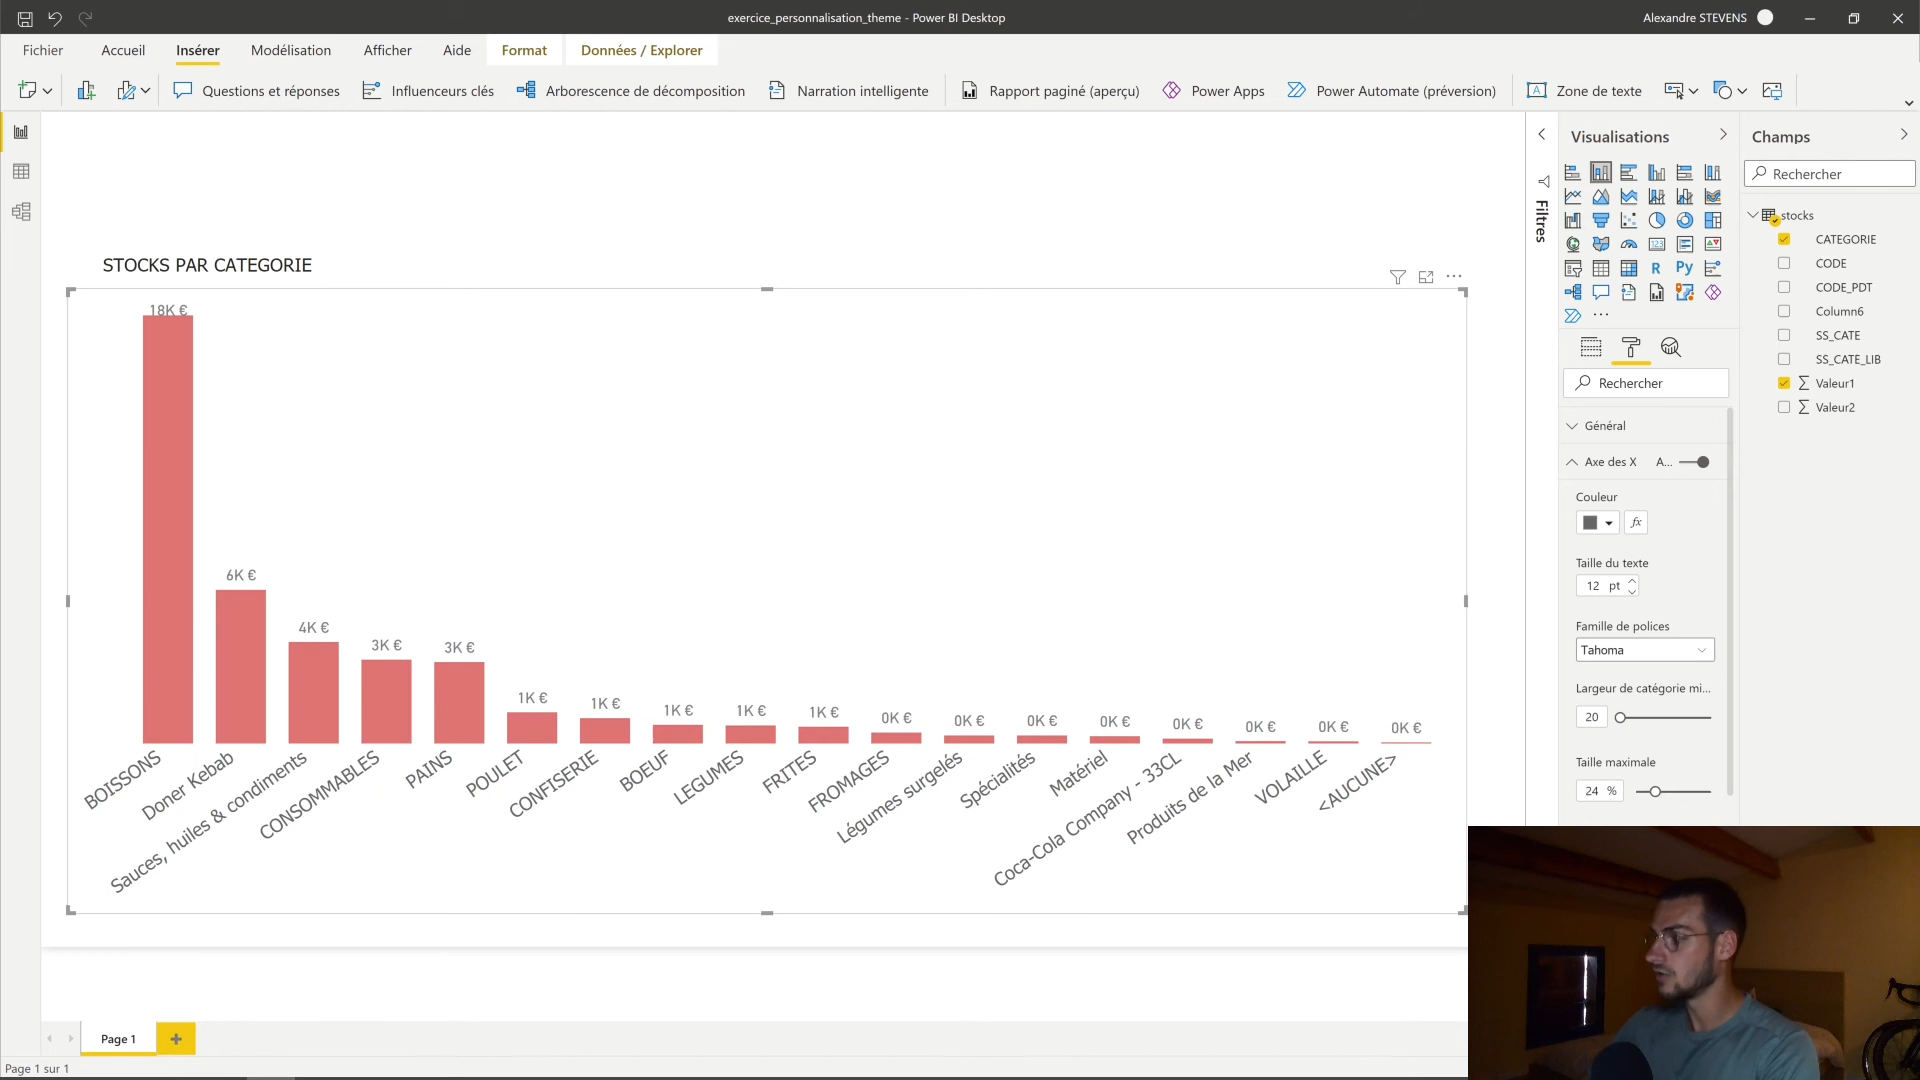 exercice_personnalisation_theme - Power BI Desktop
Alexandre STEVENS
Fichier
Accueil
Insérer
Modélisation
Afficher
Aide
Format
Données / Explorer
Questions et réponses
Influenceurs clés
Arborescence de décomposition
Narration intelligente
Rapport paginé (aperçu)
Power Apps
Power Automate (préversion)
Zone de texte
STOCKS PAR CATEGORIE
18K €
6K €
4K €
3K €
3K €
1K €
1K €
1K €
1K €
1K €
0K €
0K €
0K €
0K €
0K €
0K €
0K €
0K €
BOISSONS
Doner Kebab
Sauces, huiles & condiments
CONSOMMABLES
PAINS
POULET
CONFISERIE
BOEUF
LEGUMES
FRITES
FROMAGES
Légumes surgelés
Spécialités
Matériel
Coca-Cola Company - 33CL
Produits de la Mer
VOLAILLE
<AUCUNE>
Filtres
Visualisations
123
R
Py
Rechercher
Général
Axe des X A...
Couleur
fx
Taille du texte
12 pt
Famille de polices
Tahoma
Largeur de catégorie mi...
20
Taille maximale
24 %
Champs
Rechercher
stocks
CATEGORIE
CODE
CODE_PDT
Column6
SS_CATE
SS_CATE_LIB
Σ Valeur1
Σ Valeur2
Page 1
Page 1 sur 1